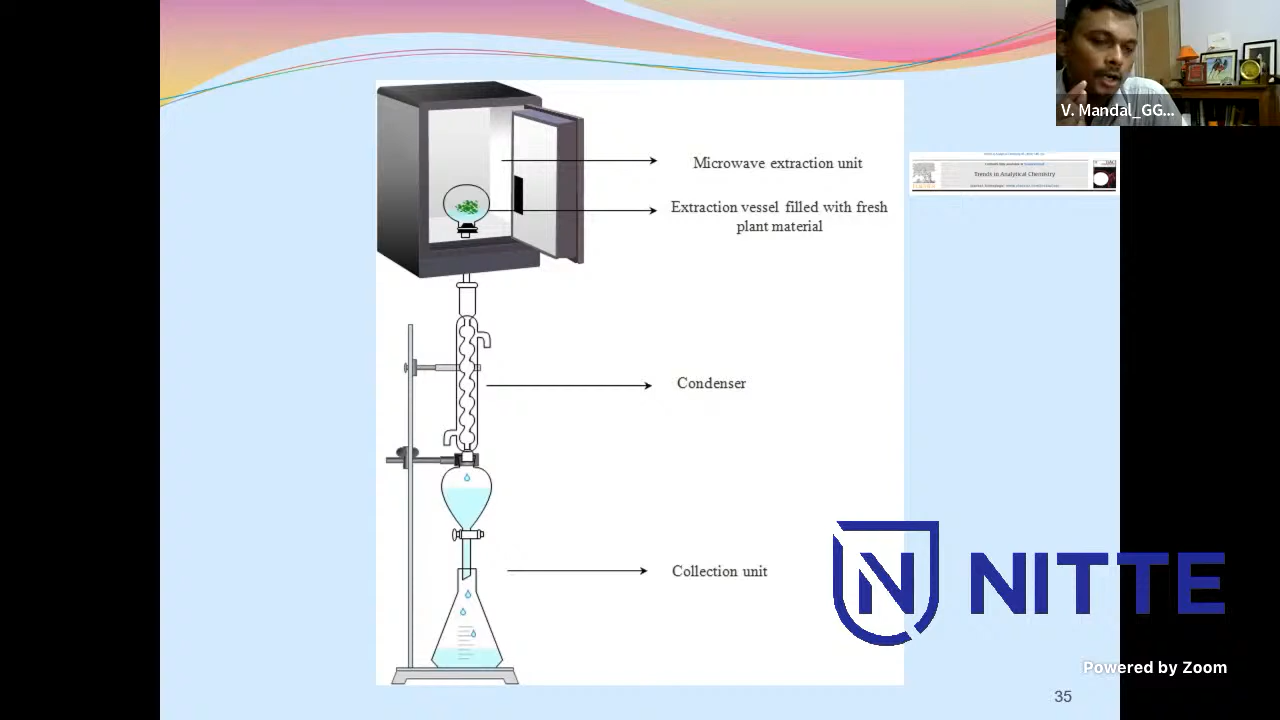 V. Mandal_GG...
Microwave extraction unit
Trends in Analytical Chemistry
Extraction vessel filled with fresh
plant material
Condenser
Collection unit
N NITTE
Powered by Zoom
35